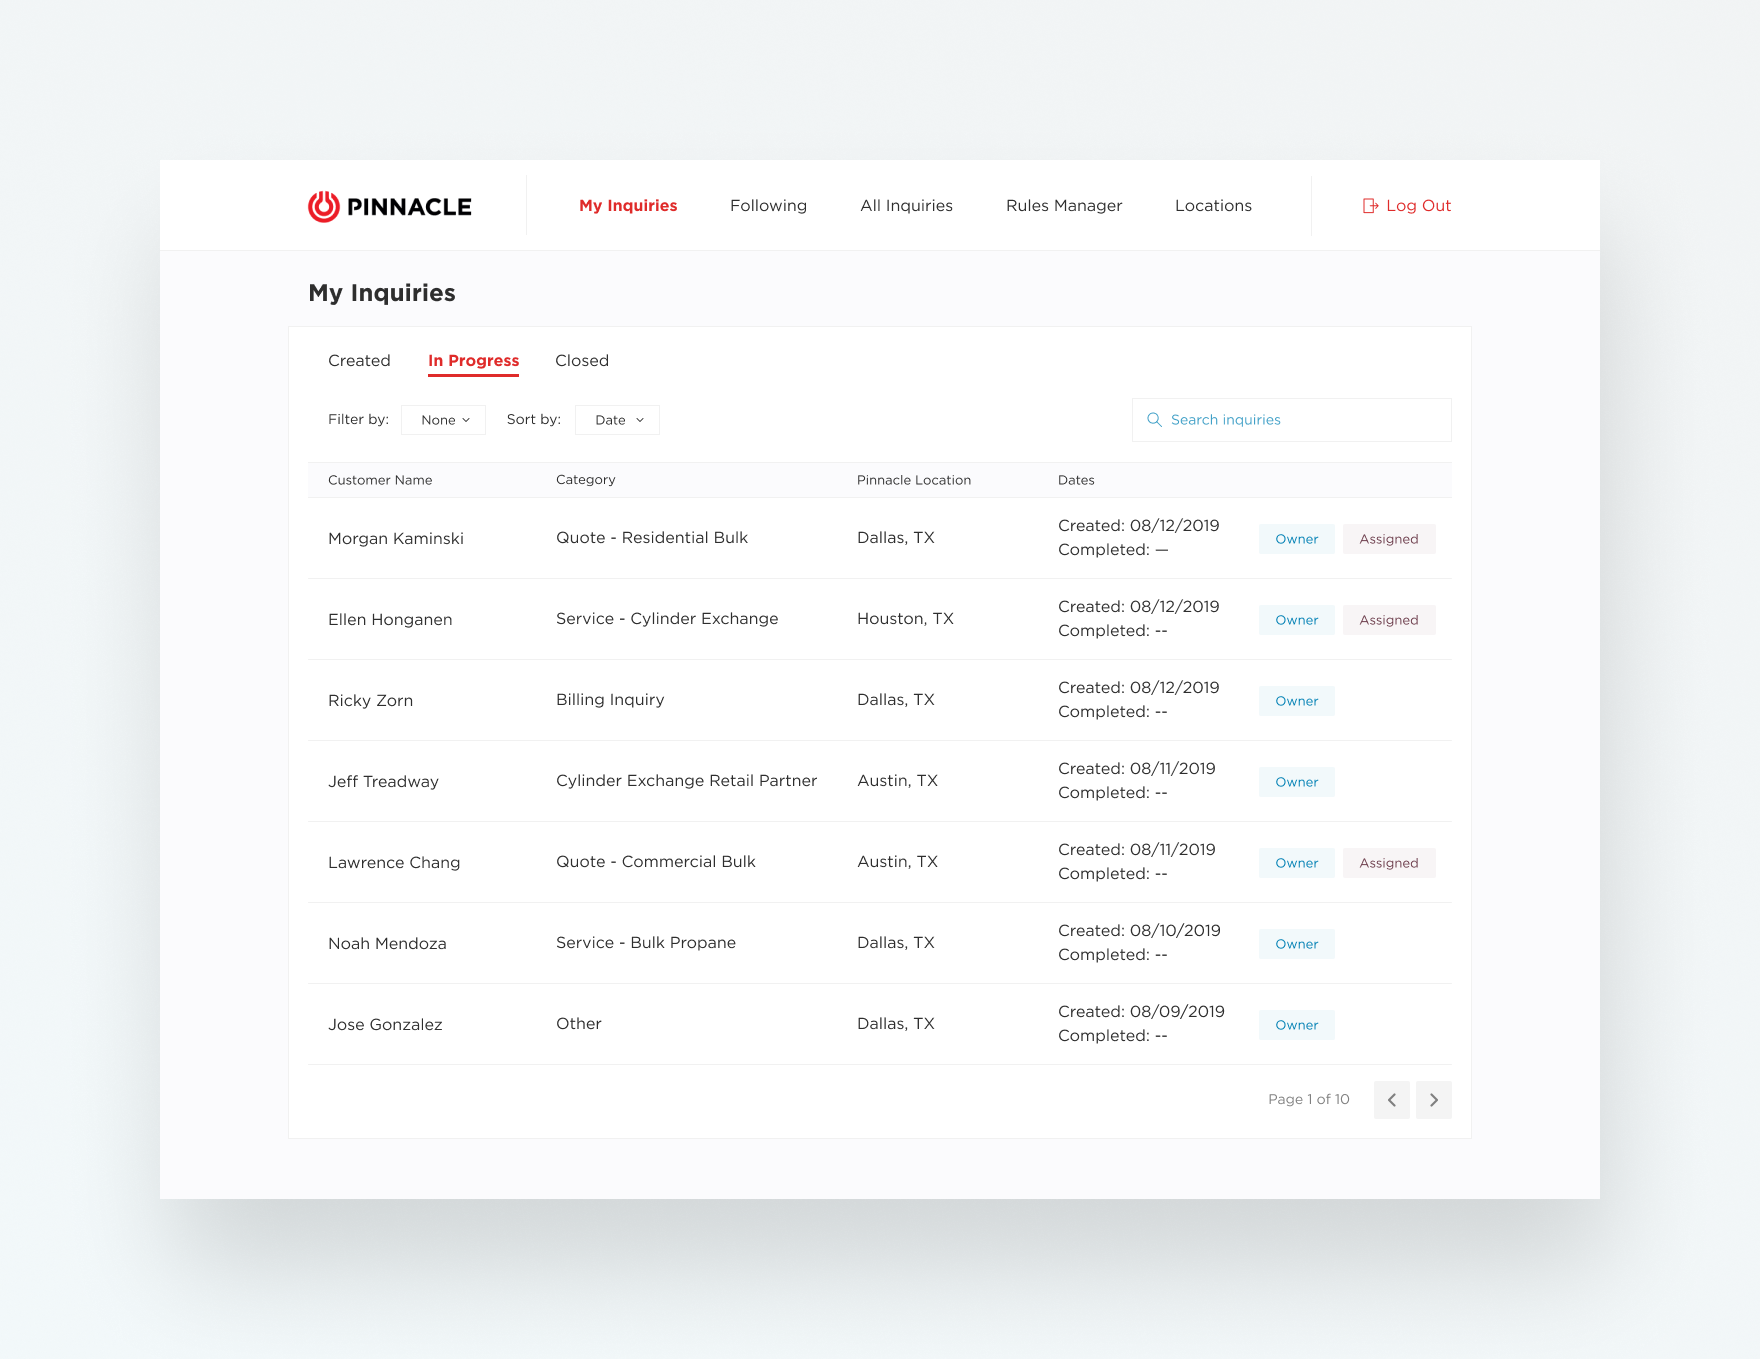 PINNACLE
My Inquiries
Following
All Inquiries
Rules Manager
Locations
Log Out
My Inquiries
Created
In Progress
Closed
Filter by:
None
Sort by:
Date
Search inquiries
Customer Name
Category
Pinnacle Location
Dates
Morgan Kaminski
Quote - Residential Bulk
Dallas, TX
Created: 08/12/2019
Completed: —
Owner
Assigned
Ellen Honganen
Service - Cylinder Exchange
Houston, TX
Created: 08/12/2019
Completed: --
Owner
Assigned
Ricky Zorn
Billing Inquiry
Dallas, TX
Created: 08/12/2019
Completed: --
Owner
Jeff Treadway
Cylinder Exchange Retail Partner
Austin, TX
Created: 08/11/2019
Completed: --
Owner
Lawrence Chang
Quote - Commercial Bulk
Austin, TX
Created: 08/11/2019
Completed: --
Owner
Assigned
Noah Mendoza
Service - Bulk Propane
Dallas, TX
Created: 08/10/2019
Completed: --
Owner
Jose Gonzalez
Other
Dallas, TX
Created: 08/09/2019
Completed: --
Owner
Page 1 of 10